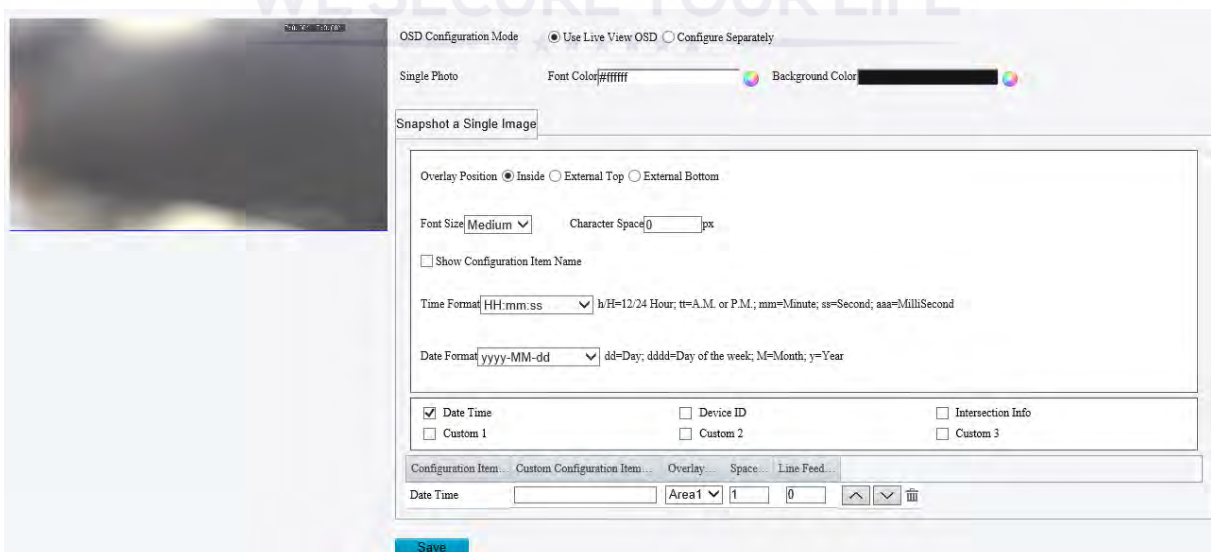 WE SECURE YOUR LIFE
OSD Configuration Mode Use Live View OSD Configure Separately
Single Photo Font Color #ffffff Background Color
Snapshot a Single Image
Overlay Position Inside External Top External Bottom
Font Size Medium Character Space 0 px
Show Configuration Item Name
Time Format HH:mm:ss h/H=12/24 Hour; tt=A.M. or P.M.; mm=Minute; ss=Second; aaa=MilliSecond
Date Format yyyy-MM-dd dd=Day; dddd=Day of the week; M=Month; y=Year
Date Time Device ID Intersection Info
Custom 1 Custom 2 Custom 3
Configuration Item... Custom Configuration Item... Overlay... Space... Line Feed...
Date Time Area1 1 0
Save